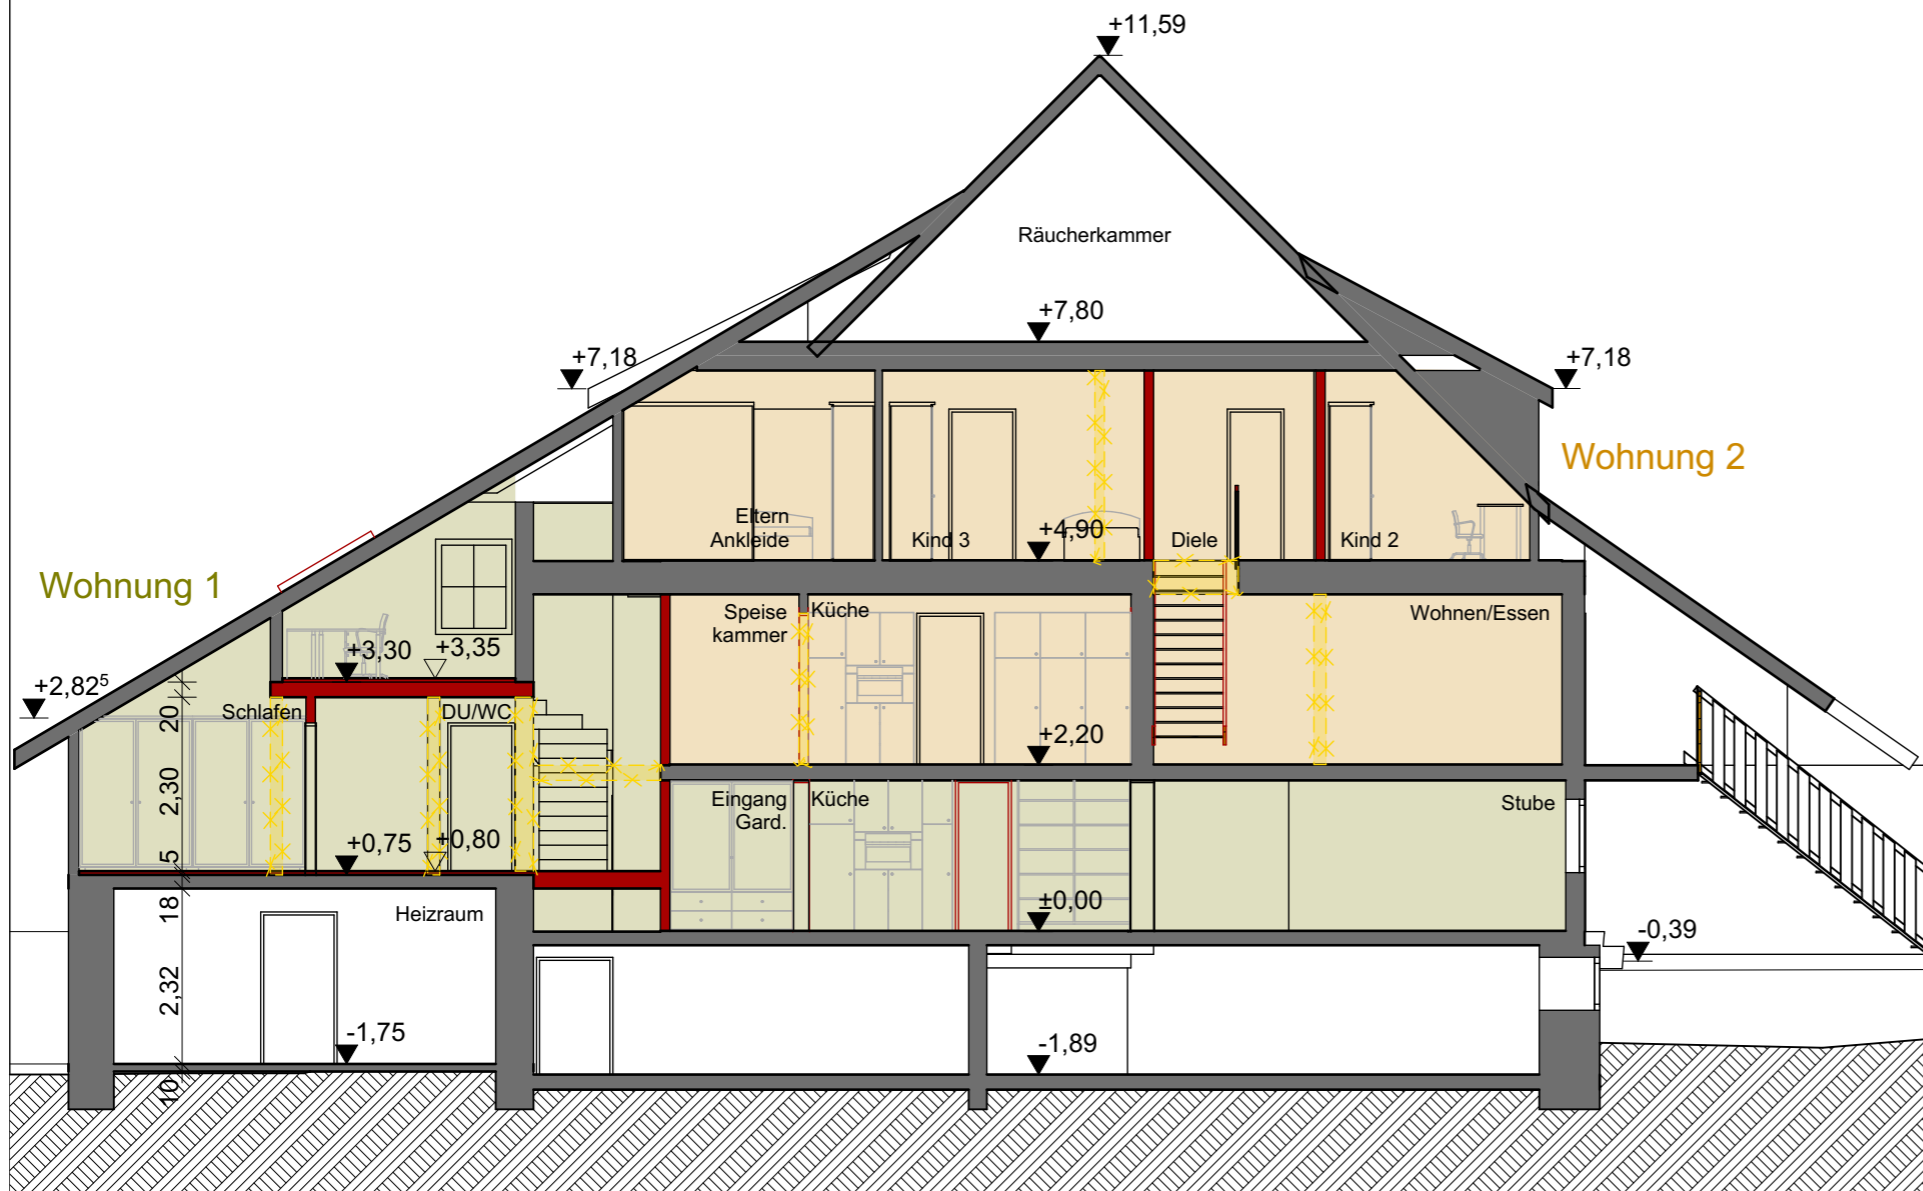 +11,59
Räucherkammer
+7,80
+7,18
+7,18
Wohnung 2
Eltern
Ankleide
Kind 3
+4,90
Diele
Kind 2
Wohnung 1
Speise
kammer
Küche
Wohnen/Essen
+3,30
+3,35
+2,82⁵
20
Schlafen
DU/WC
+2,20
2,30
Eingang
Gard.
Küche
Stube
+0,75
+0,80
5
18
Heizraum
±0,00
-0,39
2,32
-1,75
-1,89
10